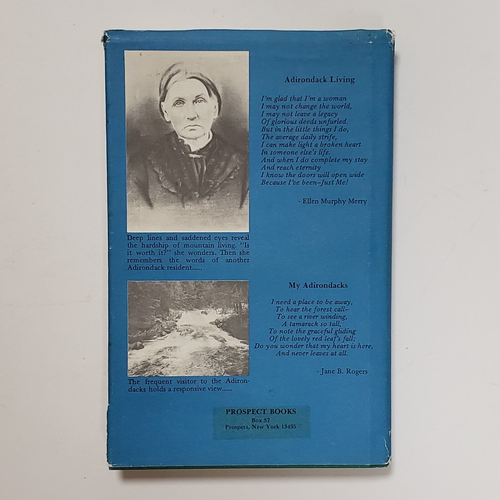 Adirondack Living
I'm glad that I'm a woman
I may not change the world,
I may not leave a legacy
Of glorious deeds unfurled,
But in the little things I do,
The average daily strife,
I can make light a broken heart
In someone else's life.
And when I do complete my stay
And reach eternity
I know the doors will open wide
Because I've been–Just Me!
- Ellen Murphy Merry
Deep lines and saddened eyes reveal
the hardship of mountain living. "Is
it worth it?" she wonders. Then she
remembers the words of another
Adirondack resident.....
My Adirondacks
I need a place to be away,
To hear the forest call–
To see a river winding,
A tamarack so tall,
To note the graceful gliding
Of the lovely red leaf's fall;
Do you wonder that my heart is here,
And never leaves at all.
- Jane B. Rogers
The frequent visitor to the Adiron-
dacks holds a responsive view.....
PROSPECT BOOKS
Box 57
Prospect, New York 13435